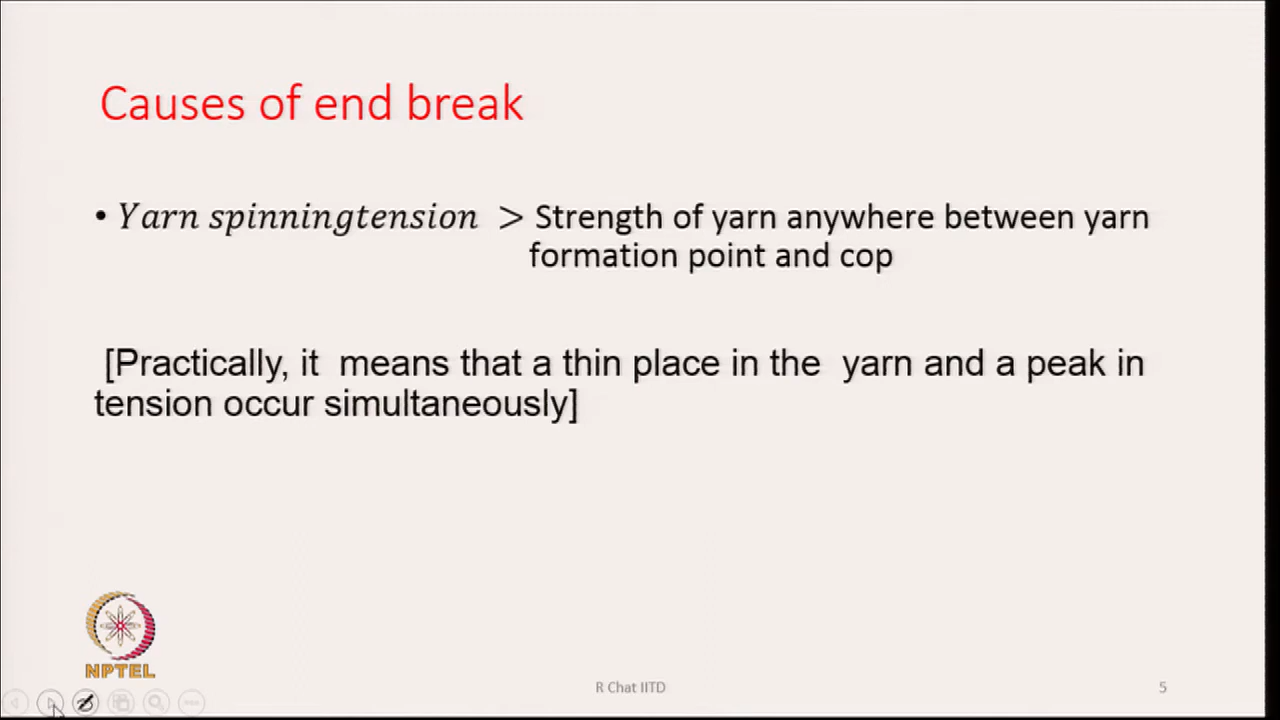 Causes of end break
• Yarn spinningtension > Strength of yarn anywhere between yarn
formation point and cop
[Practically, it means that a thin place in the yarn and a peak in
tension occur simultaneously]
NPTEL
R Chat IITD
5